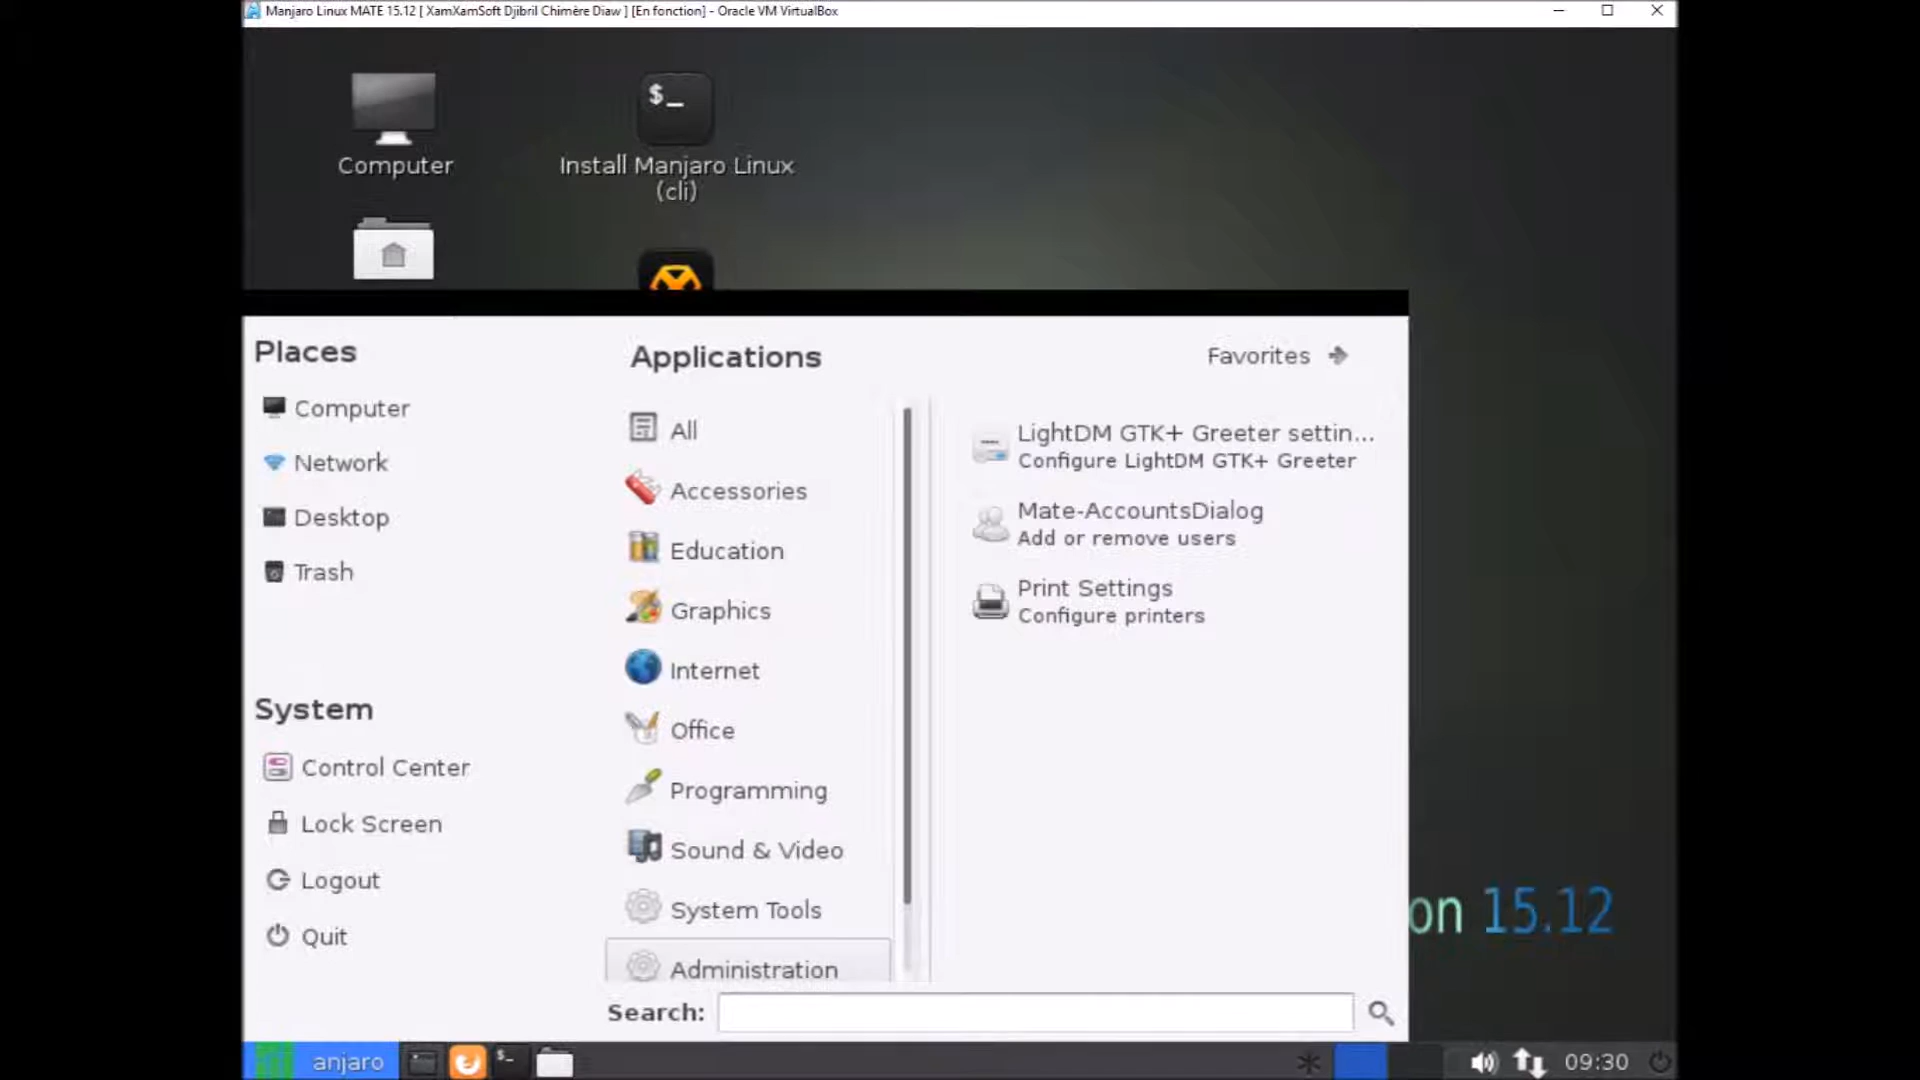 Manjaro Linux MATE 15.12 [ XamXamSoft Djibril Chimère Diaw ] [En fonction] - Oracle VM VirtualBox
$_
Computer
Install Manjaro Linux
(cli)
Places
Computer
Network
Desktop
Trash
System
Control Center
Lock Screen
Logout
Quit
Applications
All
Accessories
Education
Graphics
Internet
Office
Programming
Sound & Video
System Tools
Administration
Favorites
LightDM GTK+ Greeter settin...
Configure LightDM GTK+ Greeter
Mate-AccountsDialog
Add or remove users
Print Settings
Configure printers
on 15.12
Search:
anjaro
$_
09:30